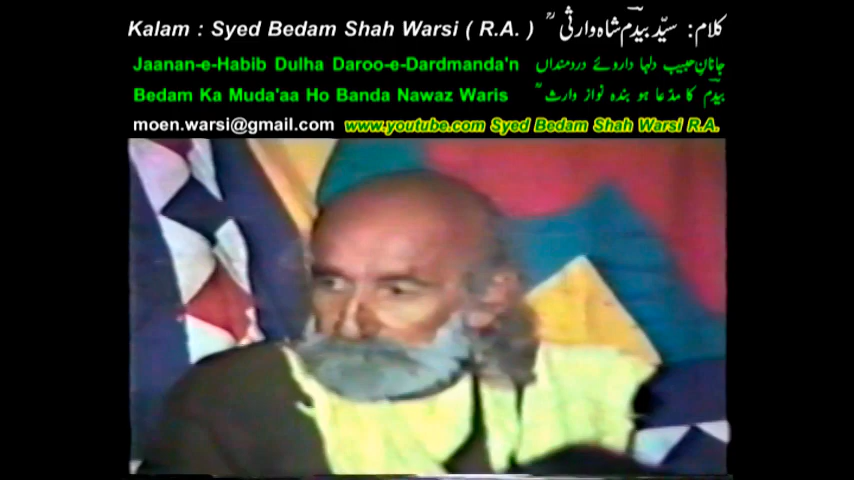 Kalam : Syed Bedam Shah Warsi ( R.A. ) کلام: سیّد بیدؔم شاہ وارثی ؒ
Jaanan-e-Habib Dulha Daroo-e-Dardmanda'n جانانِ حبیب دلہا داروئے دردمنداں
Bedam Ka Muda'aa Ho Banda Nawaz Waris بیدؔم کا مدّعا ہو بندہ نواز وارث ؒ
moen.warsi@gmail.com www.youtube.com Syed Bedam Shah Warsi R.A.